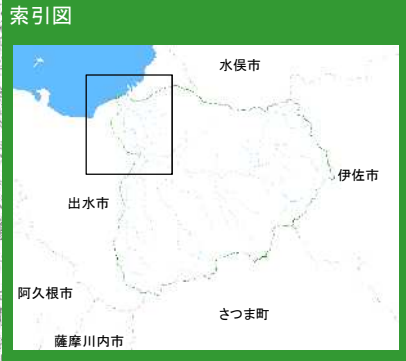 索引図
水俣市
伊佐市
出水市
阿久根市
さつま町
薩摩川内市